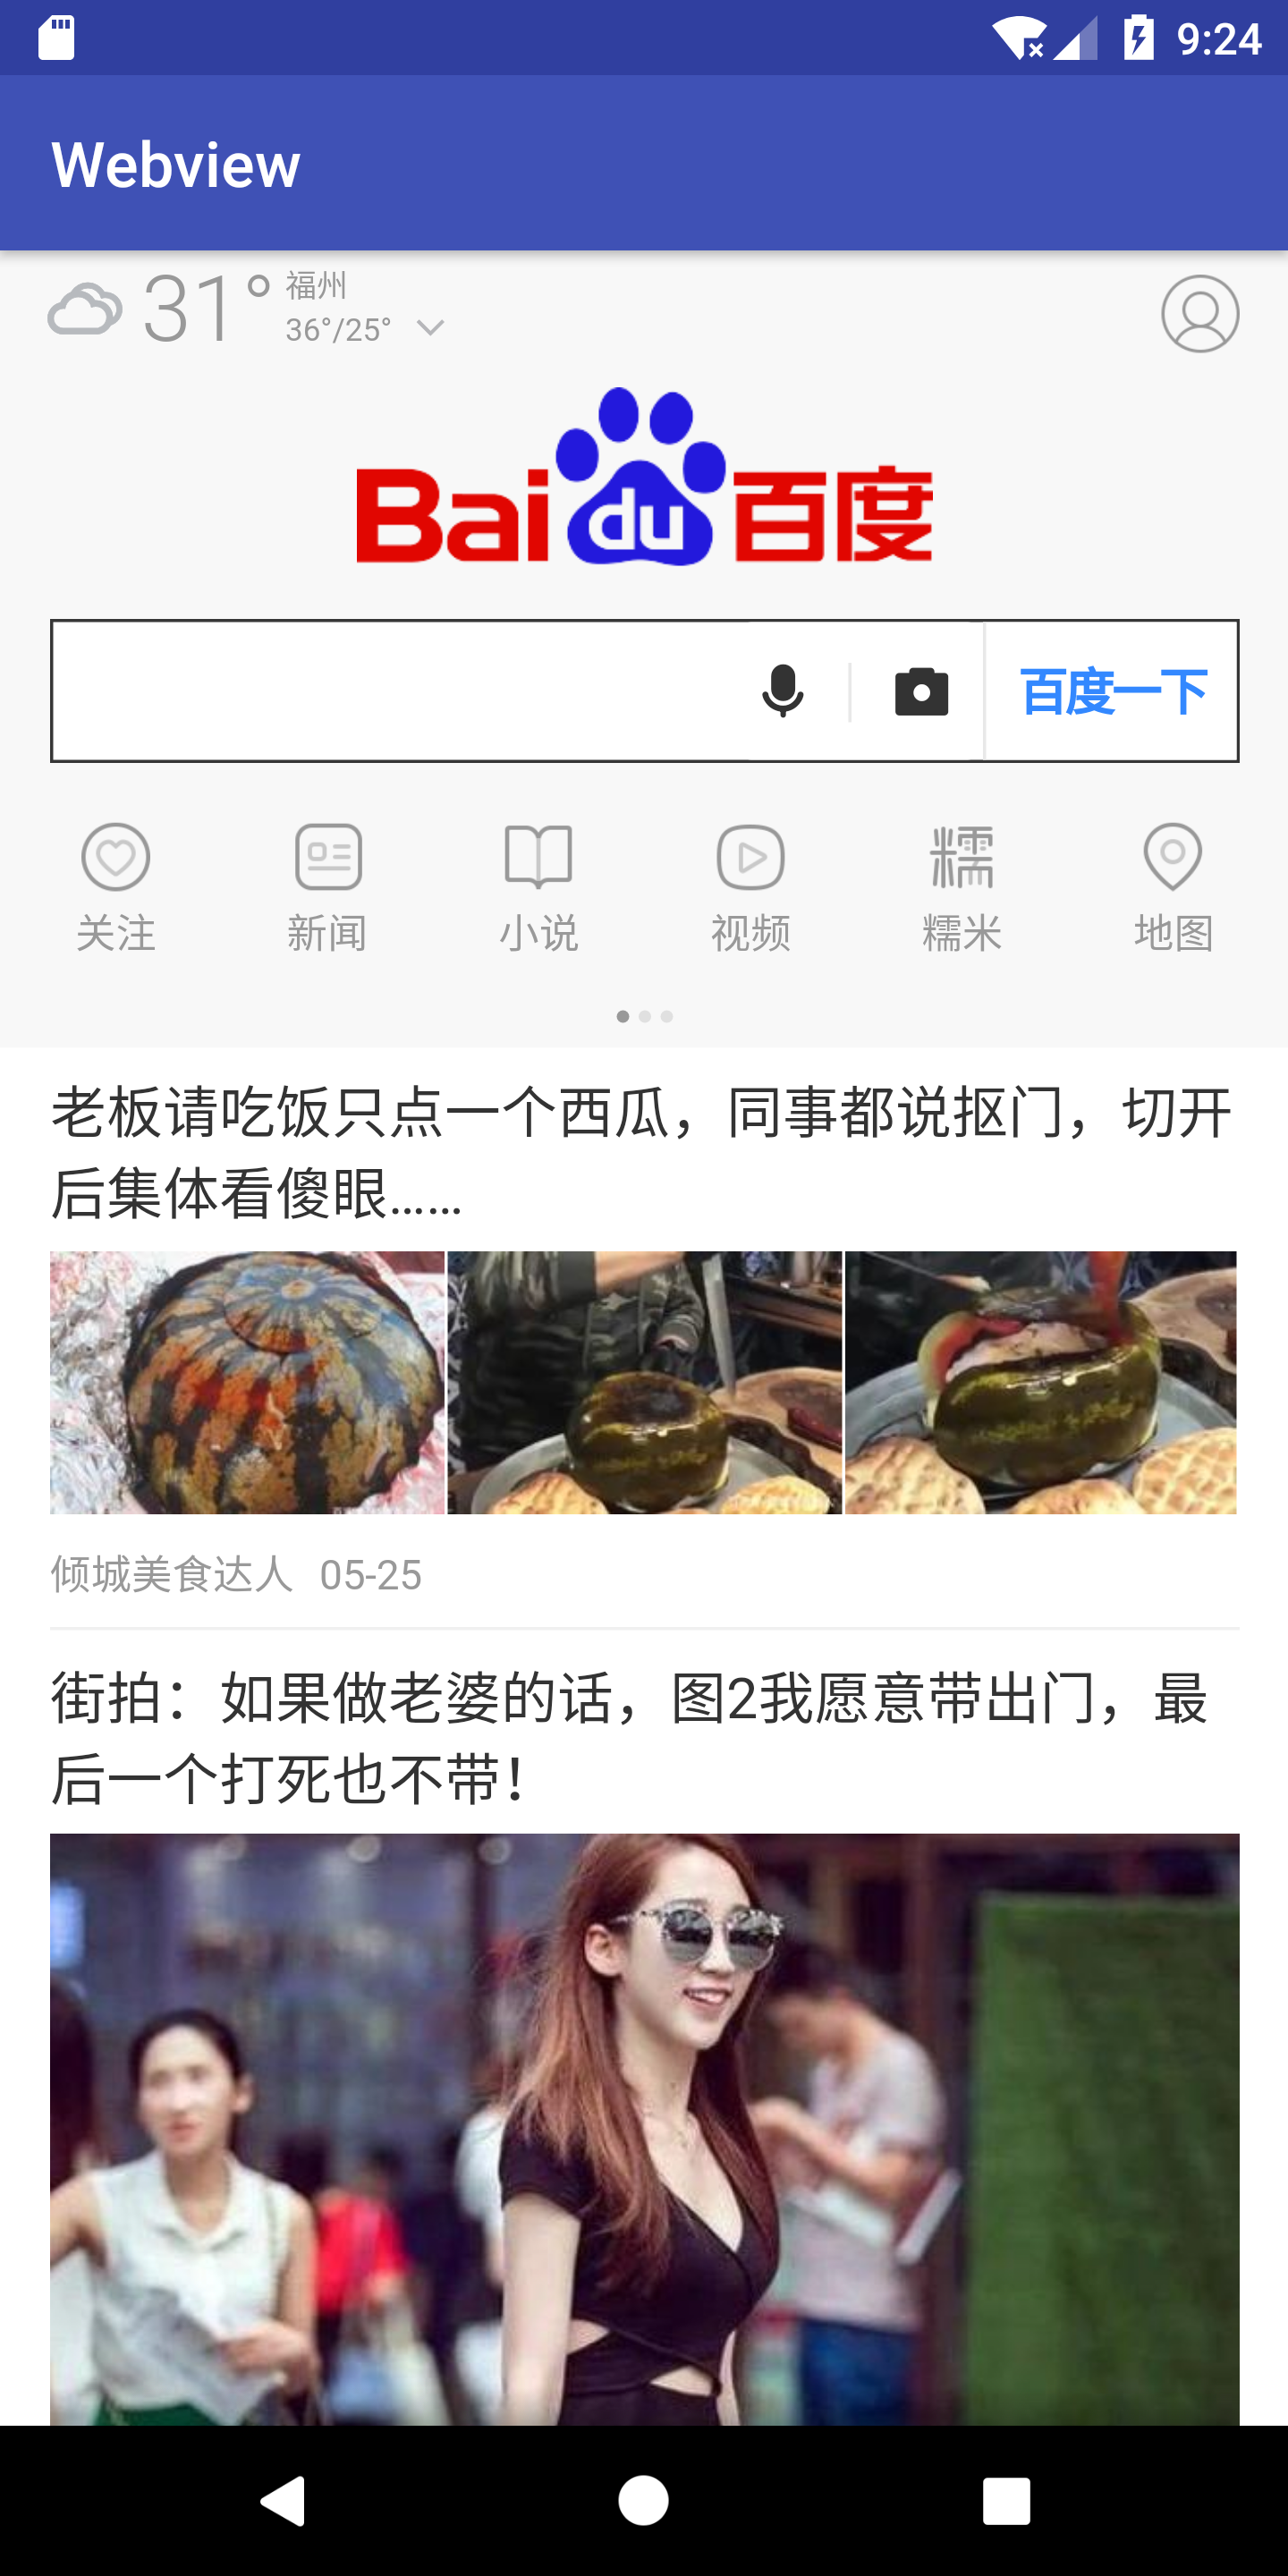 9:24
Webview
31°
福州
36°/25°
Bai du 百度
百度一下
糯
关注
新闻
小说
视频
糯米
地图
老板请吃饭只点一个西瓜，同事都说抠门，切开
后集体看傻眼……
倾城美食达人 05-25
街拍：如果做老婆的话，图2我愿意带出门，最
后一个打死也不带！